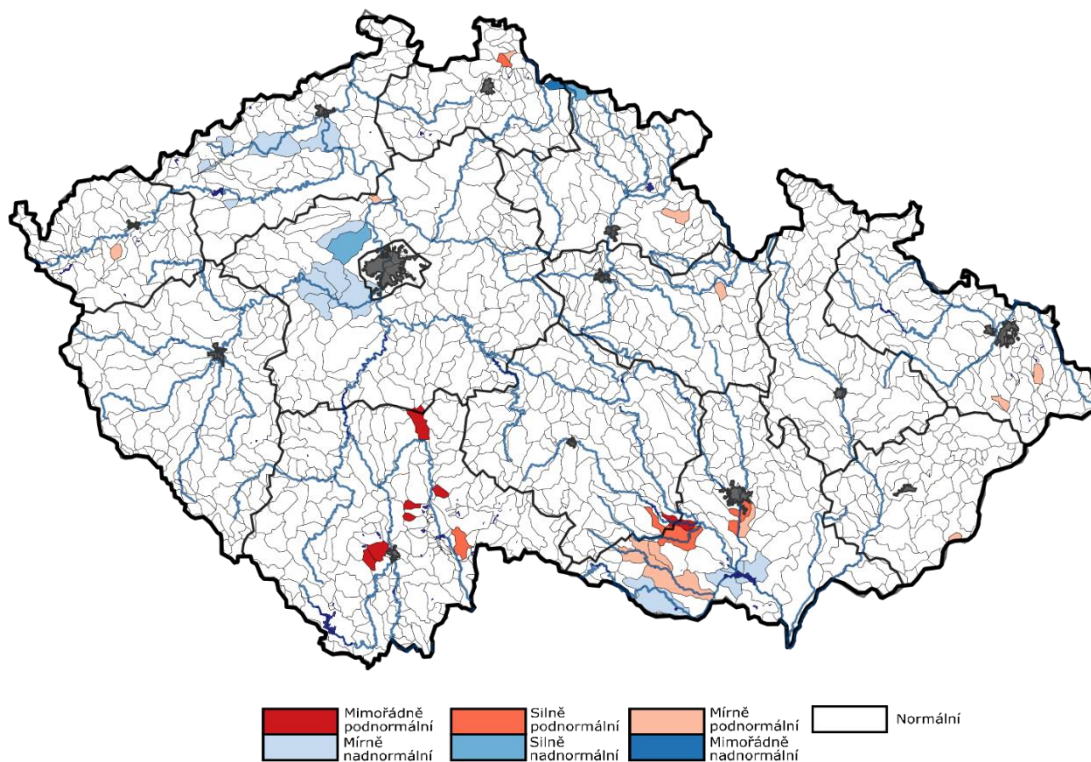 Mimořádně
podnormální
Silně
podnormální
Mírně
podnormální
Normální
Mírně
nadnormální
Silně
nadnormální
Mimořádně
nadnormální